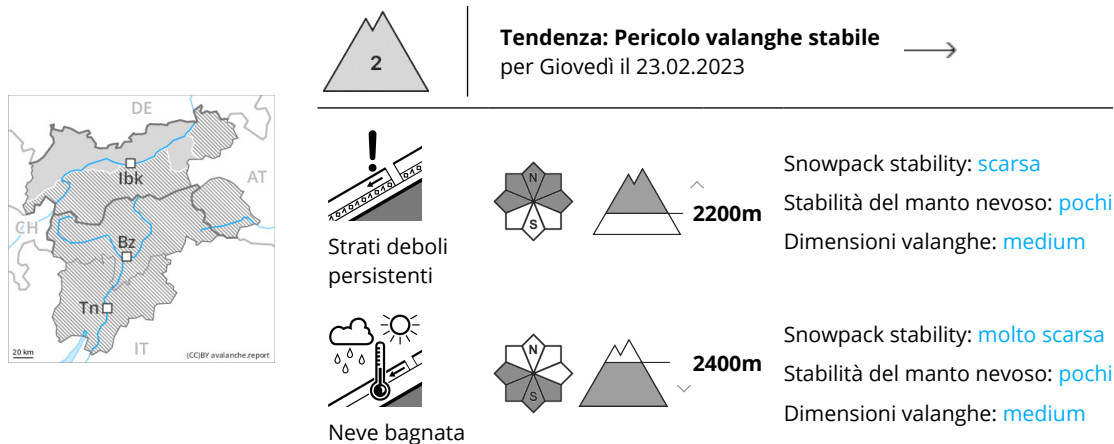 2
Tendenza: Pericolo valanghe stabile
per Giovedì il 23.02.2023
DE
Ibk
AT
CH
Bz
Tn
IT
20 km
(CC)BY avalanche.report
Strati deboli
persistenti
N
S
2200m
Snowpack stability: scarsa
Stabilità del manto nevoso: pochi
Dimensioni valanghe: medium
Neve bagnata
N
S
2400m
Snowpack stability: molto scarsa
Stabilità del manto nevoso: pochi
Dimensioni valanghe: medium